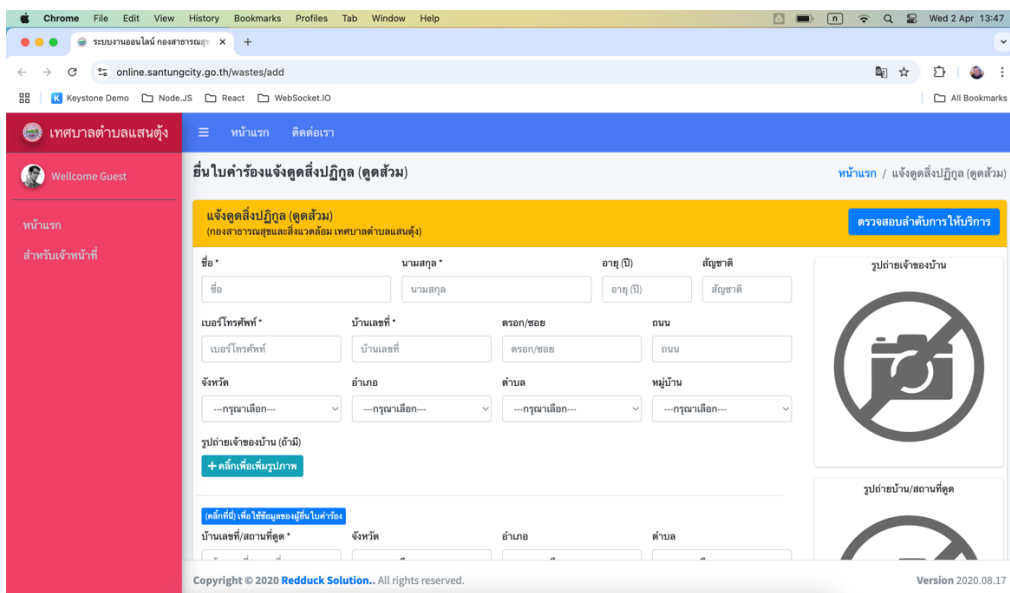 Chrome File Edit View History Bookmarks Profiles Tab Window Help Wed 2 Apr 13:47
ระบบงานออนไลน์ กองสาธารณสุข
online.santungcity.go.th/wastes/add
Keystone Demo Node.JS React WebSocket.IO All Bookmarks
เทศบาลตำบลแสนตุ้ง หน้าแรก ติดต่อเรา
Wellcome Guest
หน้าแรก
สำหรับเจ้าหน้าที่
ยื่นใบคำร้องแจ้งดูดสิ่งปฏิกูล (ดูดส้วม) หน้าแรก / แจ้งดูดสิ่งปฏิกูล (ดูดส้วม)
แจ้งดูดสิ่งปฏิกูล (ดูดส้วม)
(กองสาธารณสุขและสิ่งแวดล้อม เทศบาลตำบลแสนตุ้ง)
ตรวจสอบลำดับการให้บริการ
ชื่อ * นามสกุล * อายุ (ปี) สัญชาติ
ชื่อ นามสกุล อายุ (ปี) สัญชาติ
เบอร์โทรศัพท์ * บ้านเลขที่ * ตรอก/ซอย ถนน
เบอร์โทรศัพท์ บ้านเลขที่ ตรอก/ซอย ถนน
จังหวัด อำเภอ ตำบล หมู่บ้าน
---กรุณาเลือก--- ---กรุณาเลือก--- ---กรุณาเลือก--- ---กรุณาเลือก---
รูปถ่ายเจ้าของบ้าน (ถ้ามี)
+ คลิ๊กเพื่อเพิ่มรูปภาพ
(คลิ๊กที่นี่) เพื่อใช้ข้อมูลของผู้ยื่นใบคำร้อง
บ้านเลขที่/สถานที่ดูด * จังหวัด อำเภอ ตำบล
รูปถ่ายเจ้าของบ้าน
รูปถ่ายบ้าน/สถานที่ดูด
Copyright © 2020 Redduck Solution.. All rights reserved. Version 2020.08.17